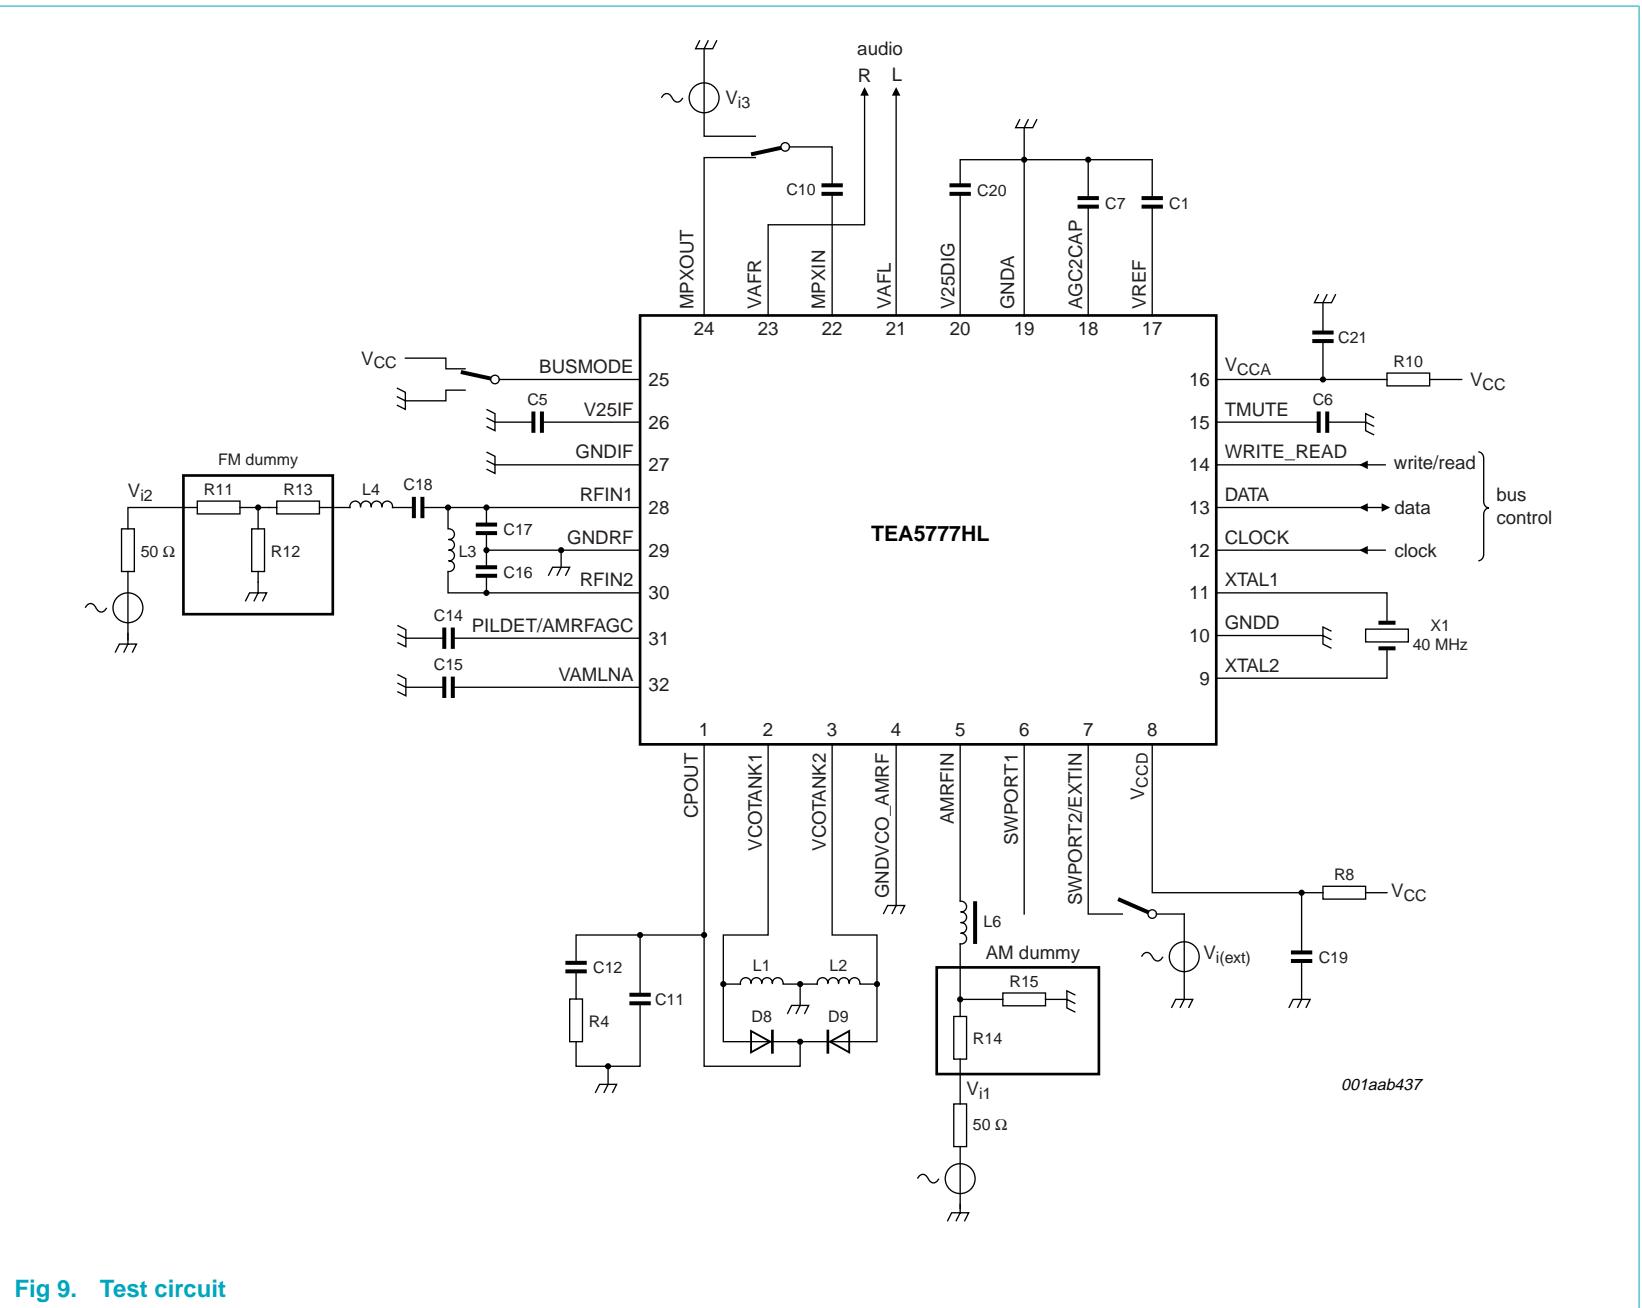 audio
R L
Vi3
C10
C20
C7
C1
MPXOUT
VAFR
MPXIN
VAFL
V25DIG
GNDA
AGC2CAP
VREF
24 23 22 21 20 19 18 17
VCC
BUSMODE
25
C5
V25IF
26
GNDIF
27
FM dummy
Vi2
R11
R13
L4
C18
RFIN1
28
50 Ω
R12
L3
C17
GNDRF
29
C16
RFIN2
30
C14
PILDET/AMRFAGC
31
C15
VAMLNA
32
TEA5777HL
C21
16
VCCA
R10
VCC
15
TMUTE
C6
14
WRITE_READ
write/read
13
DATA
data
bus
control
12
CLOCK
clock
11
XTAL1
10
GNDD
X1
40 MHz
9
XTAL2
1 2 3 4 5 6 7 8
CPOUT
VCOTANK1
VCOTANK2
GNDVCO_AMRF
AMRFIN
SWPORT1
SWPORT2/EXTIN
VCCD
R8
VCC
C19
L6
Vi(ext)
C12
C11
R4
L1
L2
D8
D9
AM dummy
R15
R14
Vi1
50 Ω
001aab437
Fig 9. Test circuit